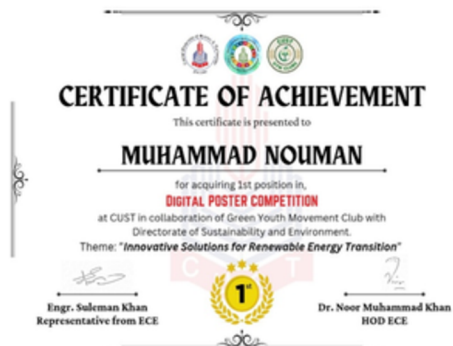 CUST
CERTIFICATE OF ACHIEVEMENT
This certificate is presented to
MUHAMMAD NOUMAN
for acquiring 1st position in,
DIGITAL POSTER COMPETITION
at CUST in collaboration of Green Youth Movement Club with
Directorate of Sustainability and Environment.
Theme: "Innovative Solutions for Renewable Energy Transition"
C T
1st
Engr. Suleman Khan
Representative from ECE
Dr. Noor Muhammad Khan
HOD ECE